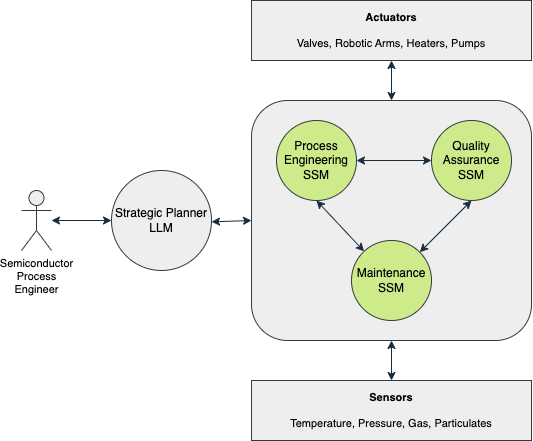 Actuators
Valves, Robotic Arms, Heaters, Pumps
Process
Engineering
SSM
Quality
Assurance
SSM
Strategic Planner
LLM
Semiconductor
Process
Engineer
Maintenance
SSM
Sensors
Temperature, Pressure, Gas, Particulates